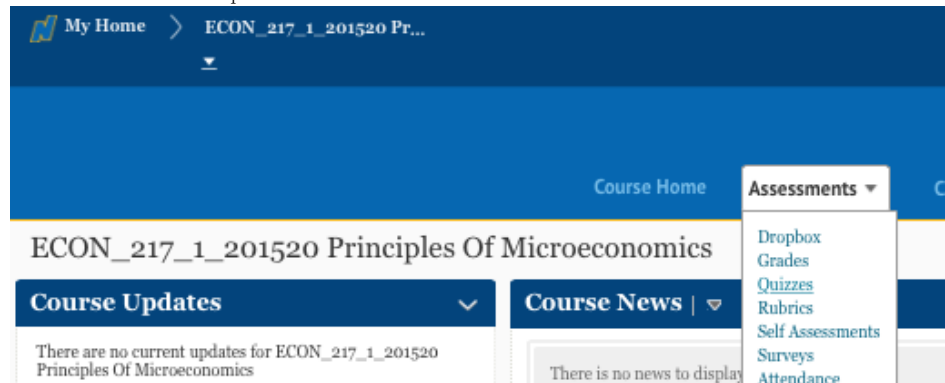 My Home
ECON_217_1_201520 Pr...
Course Home
Assessments
C
ECON_217_1_201520 Principles Of Microeconomics
Dropbox
Grades
Quizzes
Rubrics
Self Assessments
Surveys
Attendance
Course Updates
There are no current updates for ECON_217_1_201520
Principles Of Microeconomics
Course News |
There is no news to display